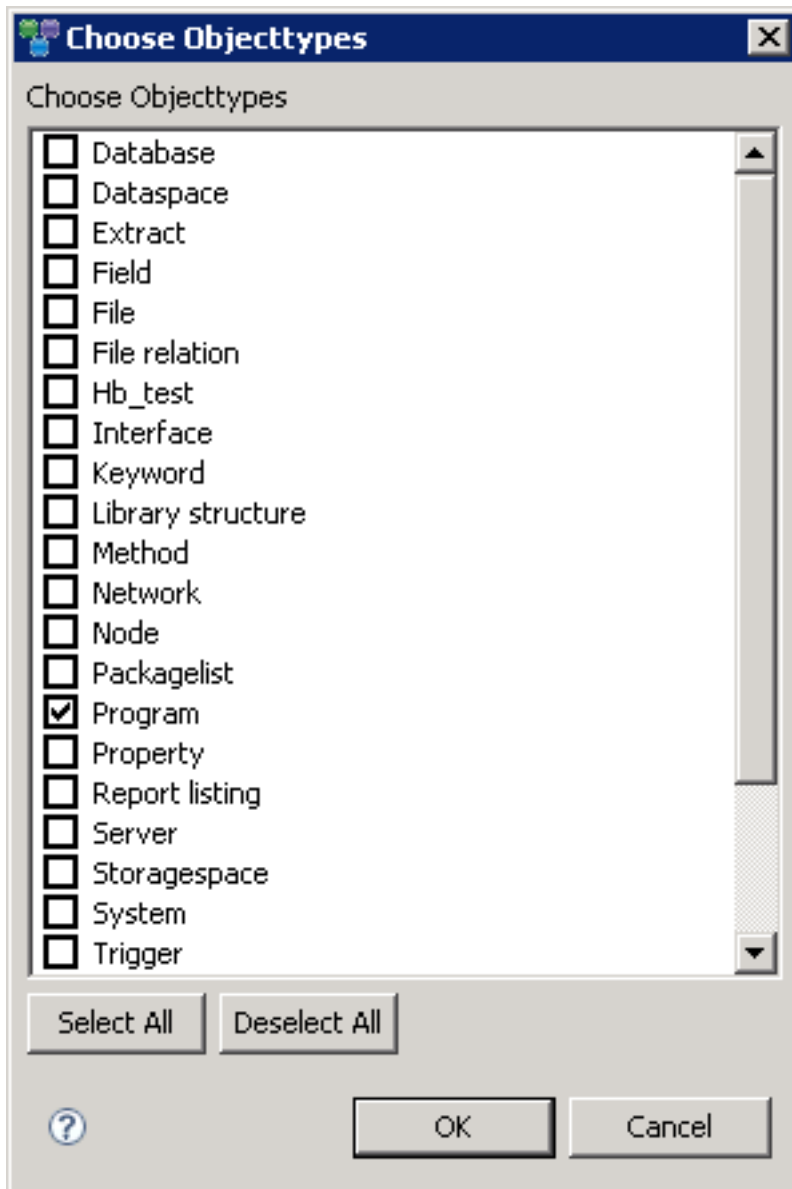 Choose Objecttypes
Choose Objecttypes
Database
Dataspace
Extract
Field
File
File relation
Hb_test
Interface
Keyword
Library structure
Method
Network
Node
Packagelist
Program
Property
Report listing
Server
Storagespace
System
Trigger
Select All Deselect All
? OK Cancel